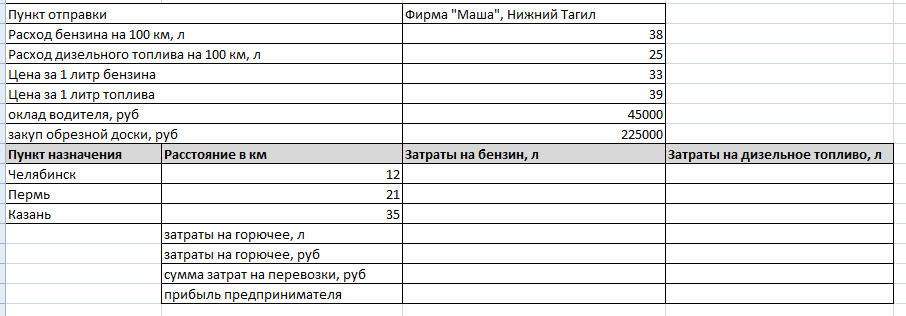 Пункт отправки Фирма "Маша", Нижний Тагил
Расход бензина на 100 км, л 38
Расход дизельного топлива на 100 км, л 25
Цена за 1 литр бензина 33
Цена за 1 литр топлива 39
оклад водителя, руб 45000
закуп обрезной доски, руб 225000
Пункт назначения Расстояние в км Затраты на бензин, л Затраты на дизельное топливо, л
Челябинск 12
Пермь 21
Казань 35
затраты на горючее, л
затраты на горючее, руб
сумма затрат на перевозки, руб
прибыль предпринимателя